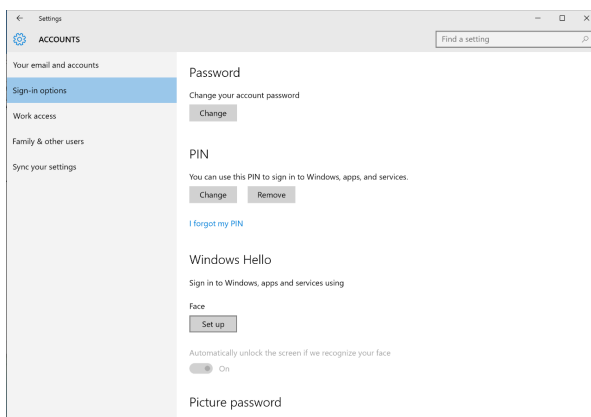 Settings
ACCOUNTS
Find a setting
Your email and accounts
Sign-in options
Work access
Family & other users
Sync your settings
Password
Change your account password
Change
PIN
You can use this PIN to sign in to Windows, apps, and services.
Change Remove
I forgot my PIN
Windows Hello
Sign in to Windows, apps and services using
Face
Set up
Automatically unlock the screen if we recognize your face
On
Picture password